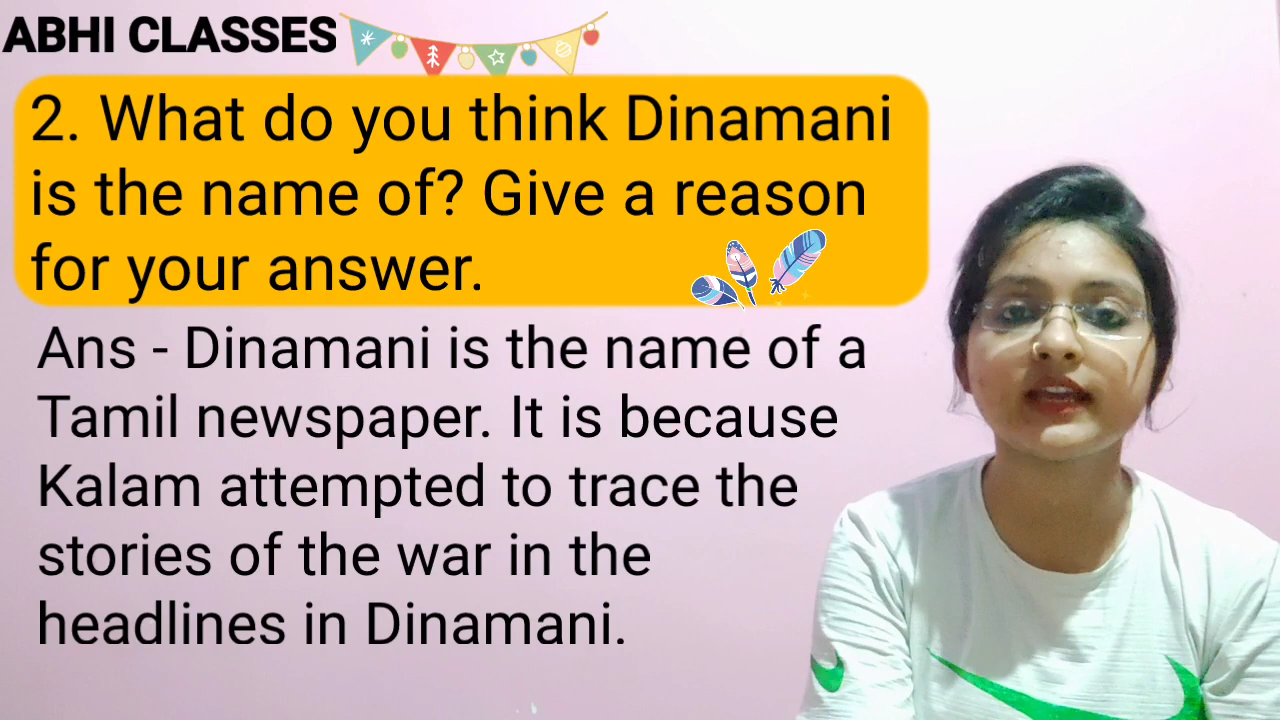 ABHI CLASSES
2. What do you think Dinamani
is the name of? Give a reason
for your answer.
Ans - Dinamani is the name of a
Tamil newspaper. It is because
Kalam attempted to trace the
stories of the war in the
headlines in Dinamani.